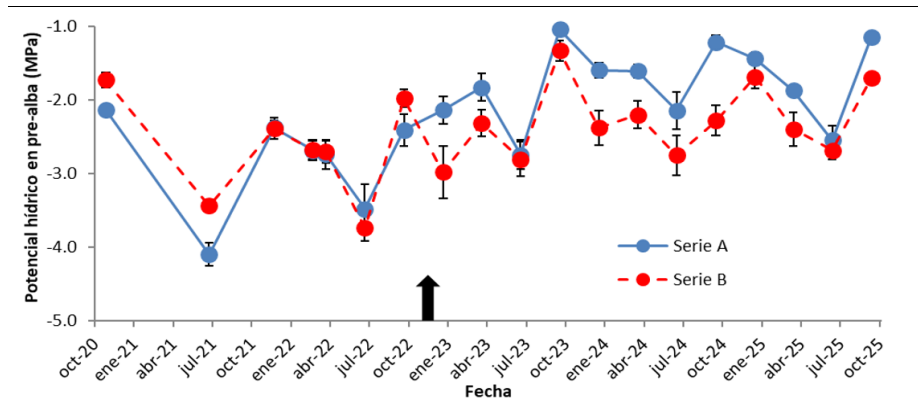 Potencial hídrico en pre-alba (MPa)
-1.0
-2.0
-3.0
-4.0
-5.0
Serie A
Serie B
oct-20
ene-21
abr-21
jul-21
oct-21
ene-22
abr-22
jul-22
oct-22
ene-23
abr-23
jul-23
oct-23
ene-24
abr-24
jul-24
oct-24
ene-25
abr-25
jul-25
oct-25
Fecha